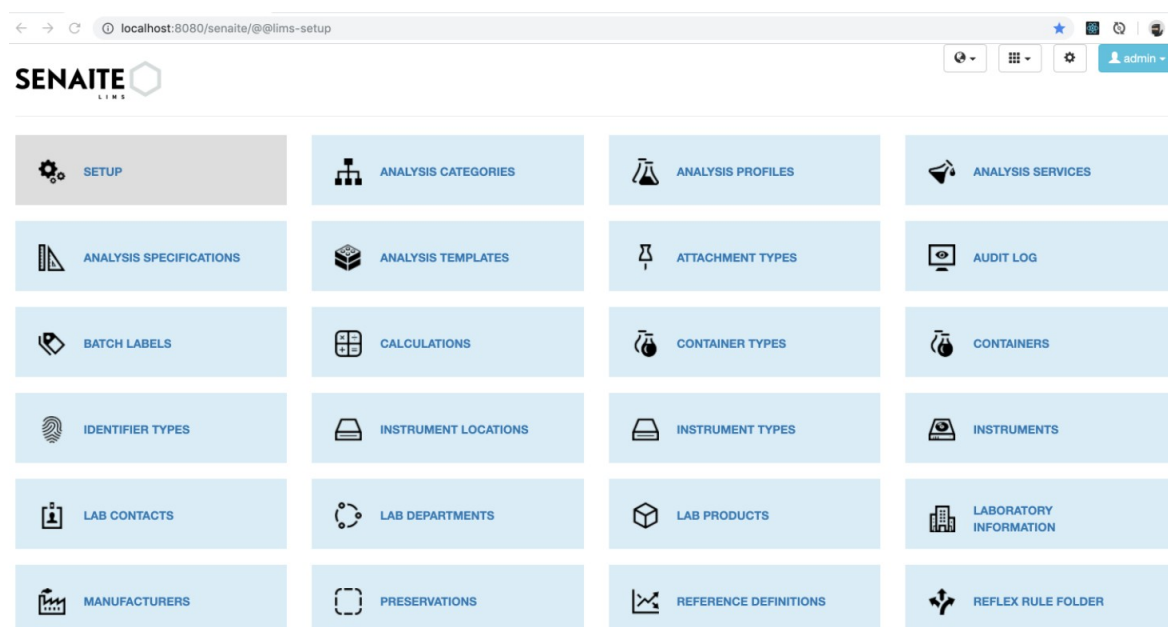 localhost:8080/senaite/@@lims-setup
admin
SENAITE
LIMS
SETUP
ANALYSIS CATEGORIES
ANALYSIS PROFILES
ANALYSIS SERVICES
ANALYSIS SPECIFICATIONS
ANALYSIS TEMPLATES
ATTACHMENT TYPES
AUDIT LOG
BATCH LABELS
CALCULATIONS
CONTAINER TYPES
CONTAINERS
IDENTIFIER TYPES
INSTRUMENT LOCATIONS
INSTRUMENT TYPES
INSTRUMENTS
LAB CONTACTS
LAB DEPARTMENTS
LAB PRODUCTS
LABORATORY
INFORMATION
MANUFACTURERS
PRESERVATIONS
REFERENCE DEFINITIONS
REFLEX RULE FOLDER